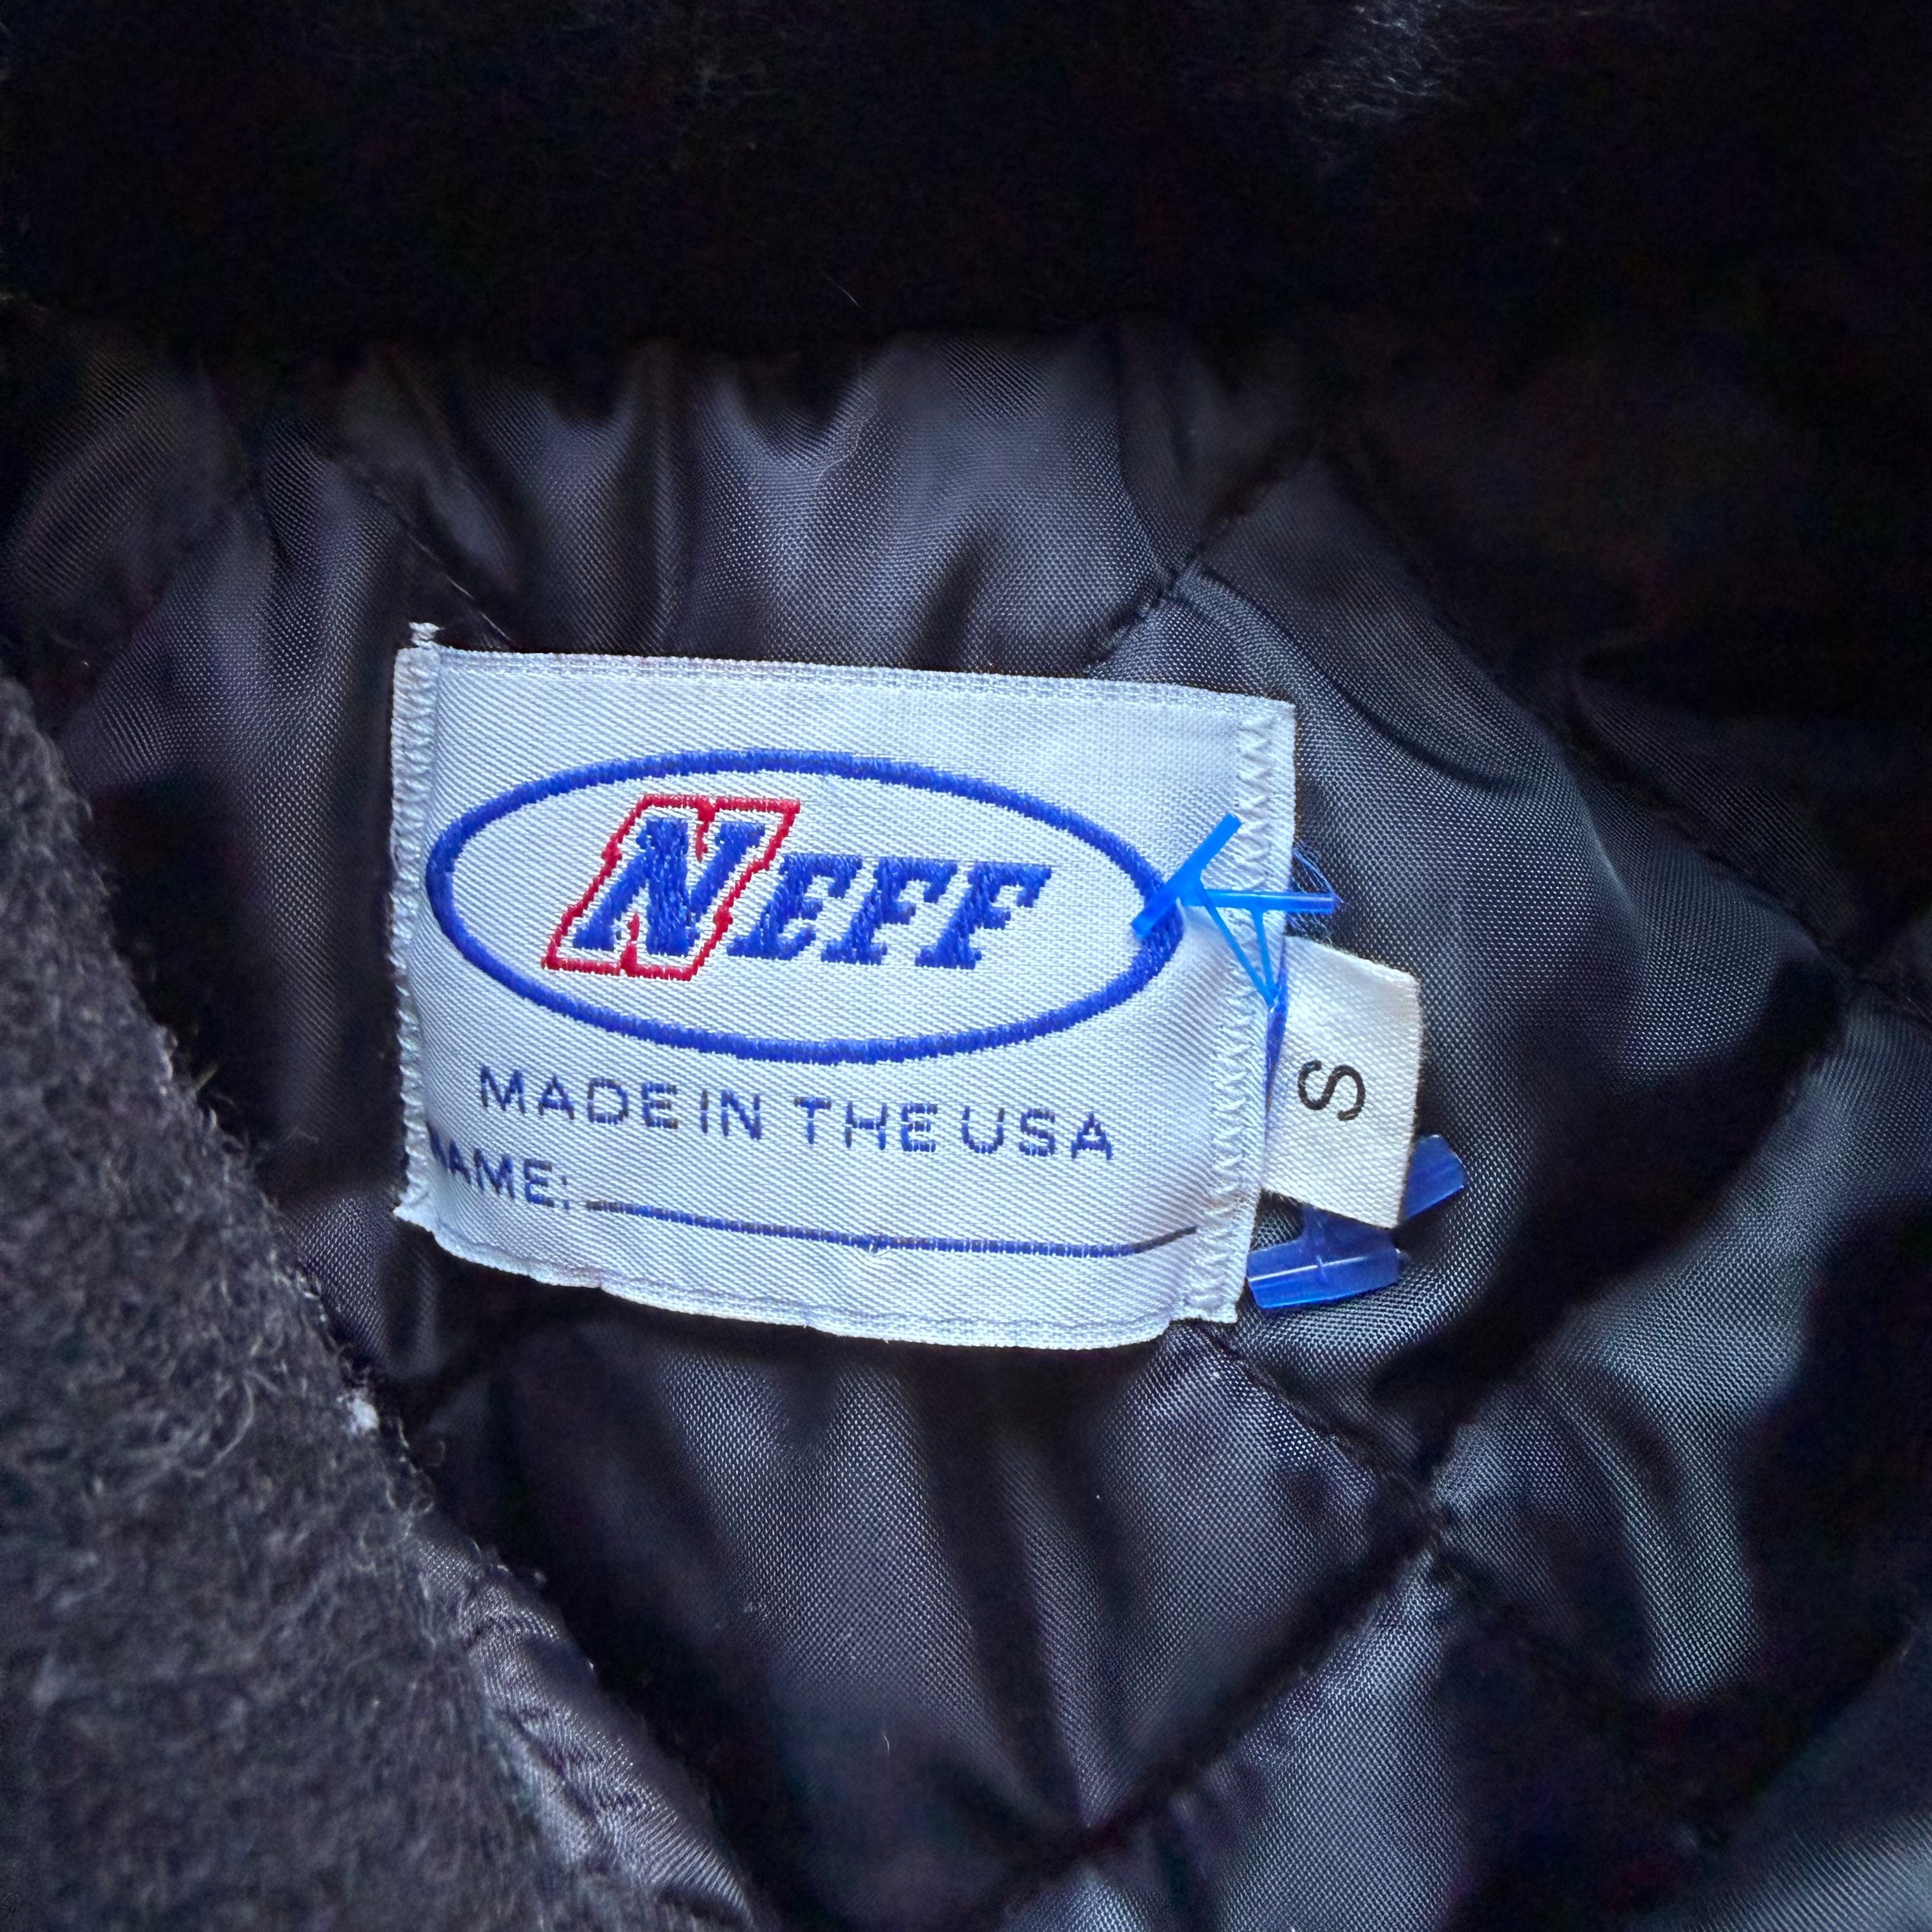 NEFF
MADE IN THE USA
NAME:
S